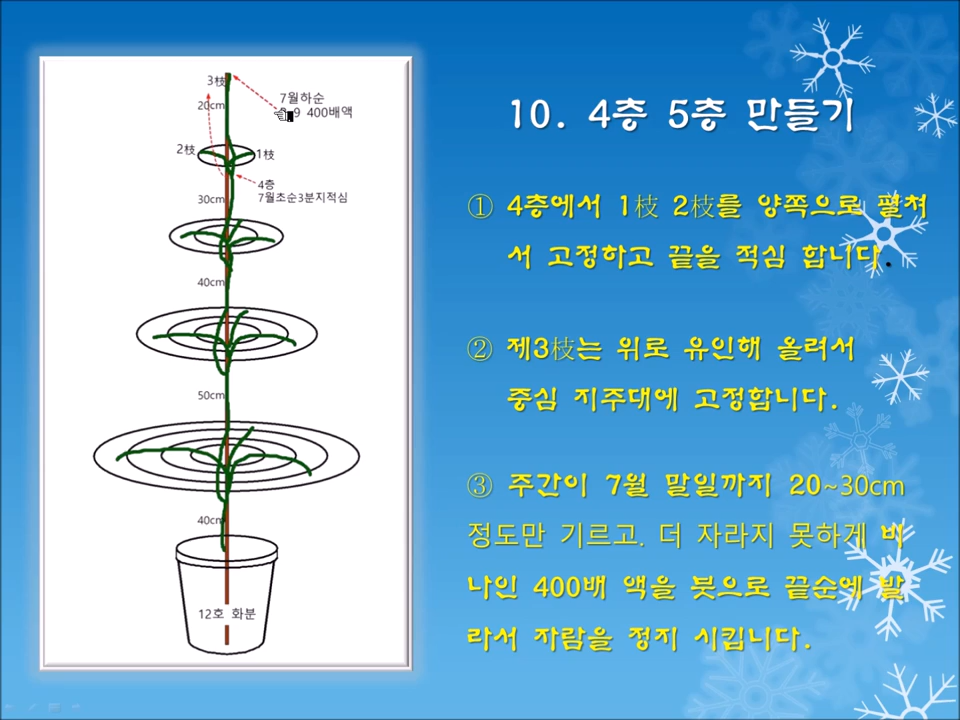 10. 4층 5층 만들기
① 4층에서 1枝 2枝를 양쪽으로 펼쳐
서 고정하고 끝을 적심 합니다.
② 제3枝는 위로 유인해 올려서
중심 지주대에 고정합니다.
③ 주간이 7월 말일까지 20~30cm
정도만 기르고. 더 자라지 못하게 비
나인 400배 액을 붓으로 끝순에 발
라서 자람을 정지 시킵니다.
3枝
20cm
7월하순
9 400배액
2枝
1枝
4층
7월초순3분지적심
30cm
40cm
50cm
40cm
12호 화분